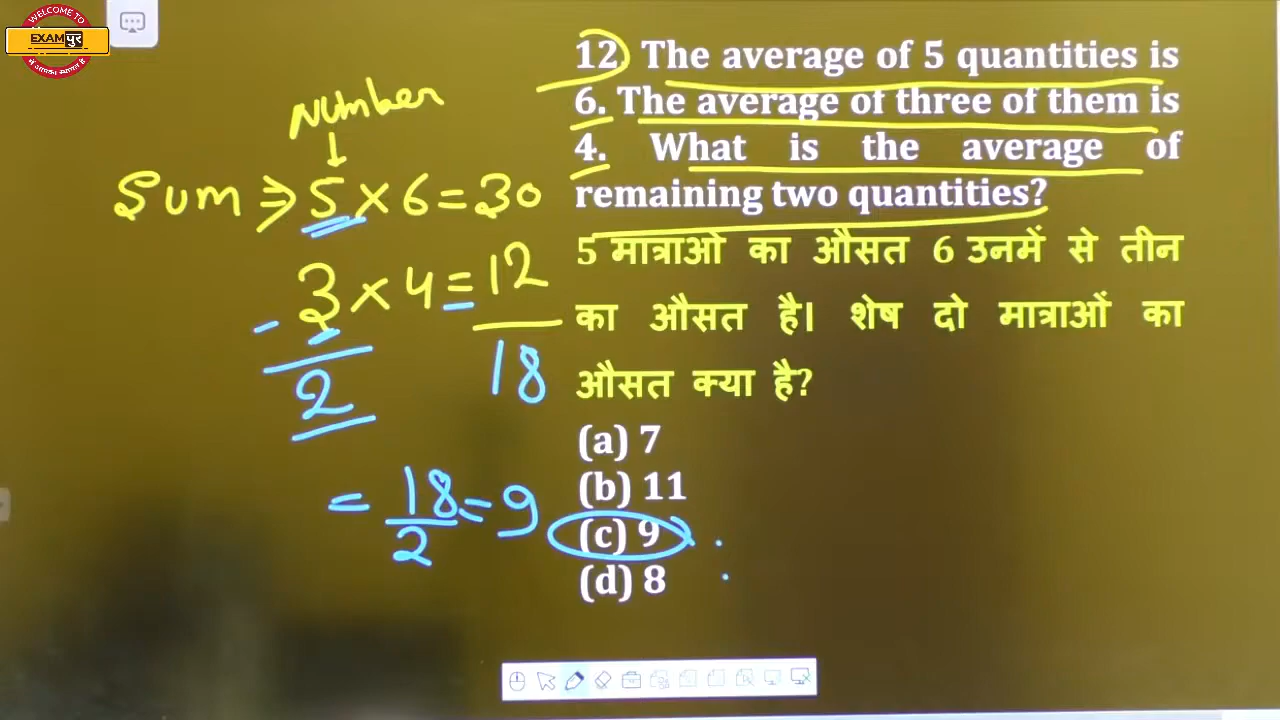 WELCOME TO
EXAMपुर
में आपका स्वागत है
12. The average of 5 quantities is
6. The average of three of them is
4. What is the average of
remaining two quantities?
5 मात्राओं का औसत 6 उनमें से तीन
का औसत है। शेष दो मात्राओं का
औसत क्या है?
(a) 7
(b) 11
(c) 9
(d) 8
Number
Sum ⇒ 5 × 6 = 30
- 3 × 4 = 12
2 18
= 18/2 = 9